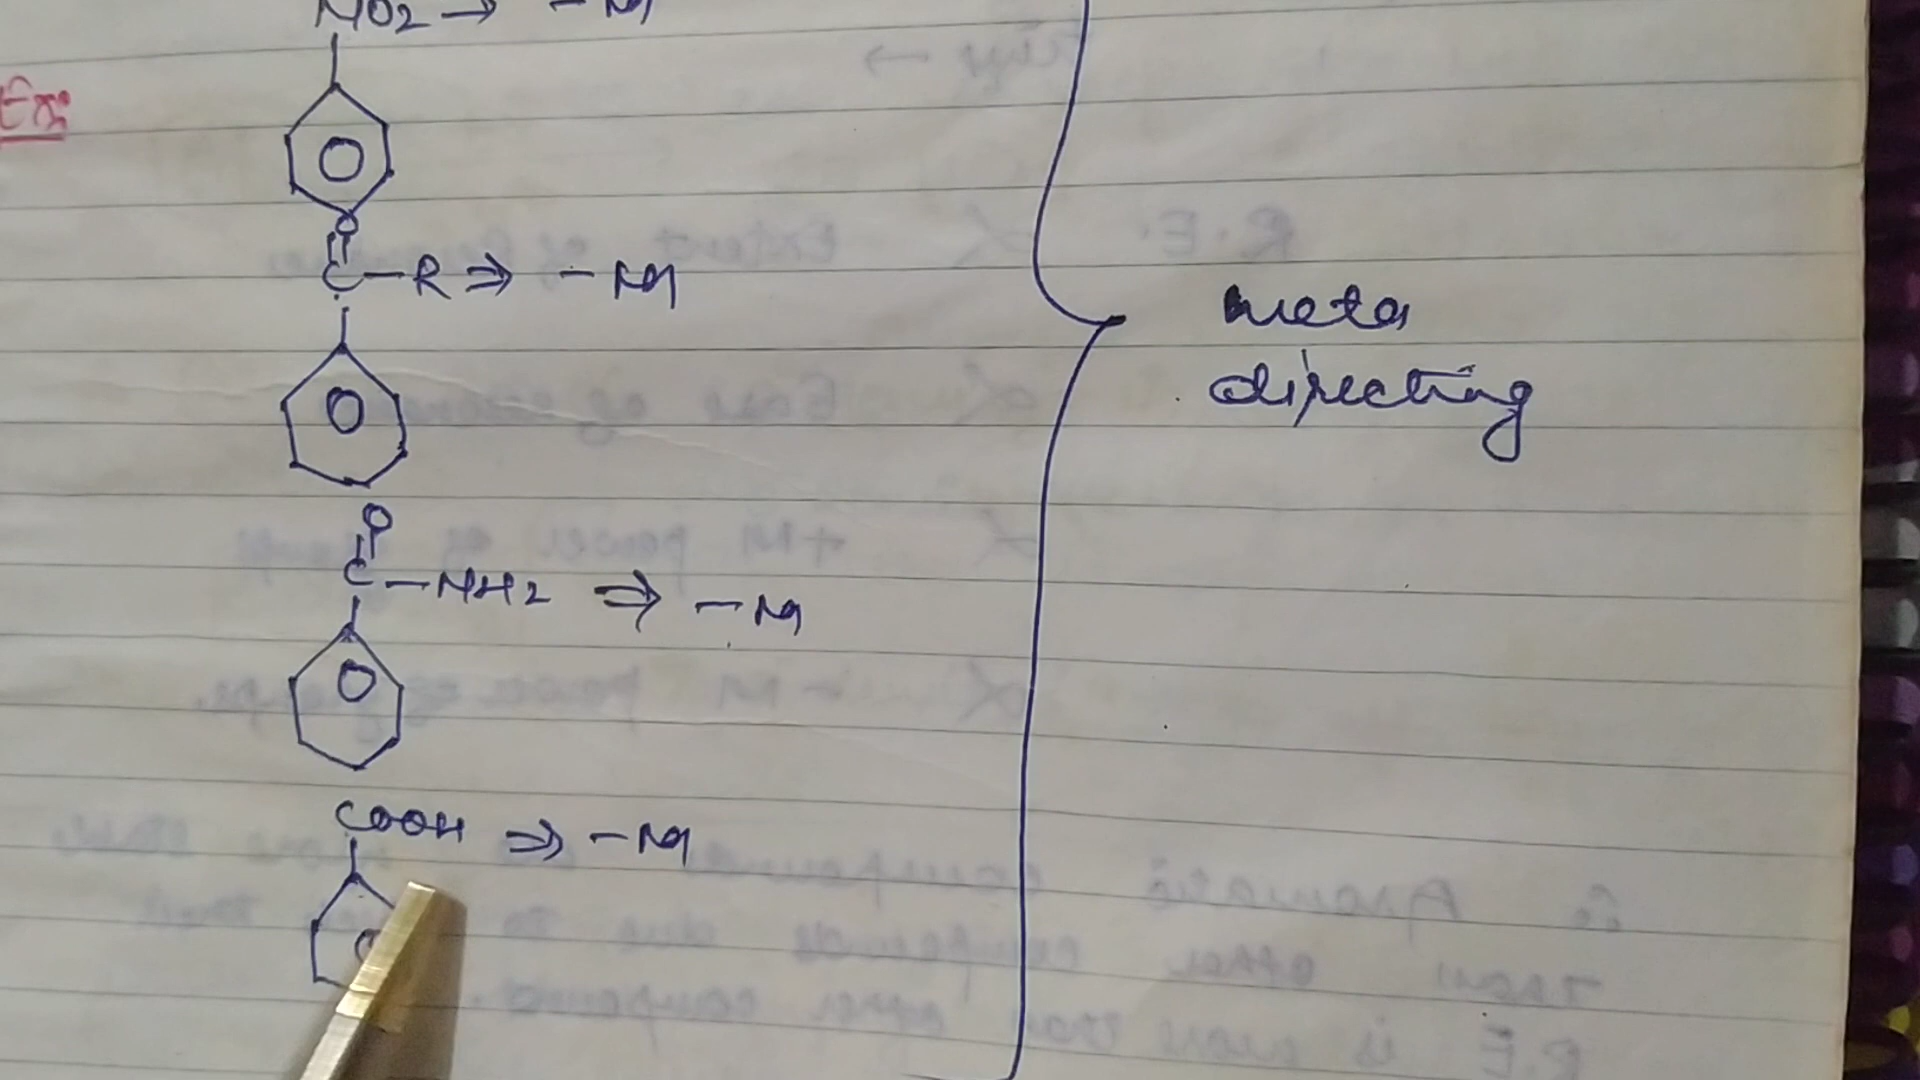 NO2 → -M
Ex:
O
C-R ⇒ -M
meta
directing
O
C-NH2 ⇒ -M
COOH ⇒ -M